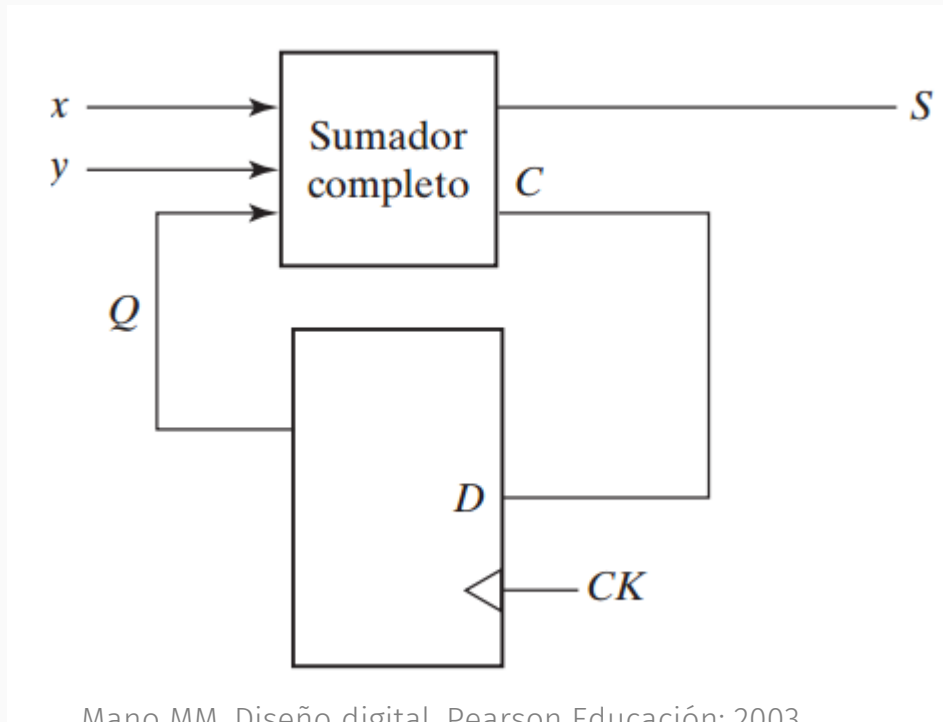 x
S
y
Sumador
completo
C
Q
D
CK
Mano MM. Diseño digital. Pearson Educación; 2003